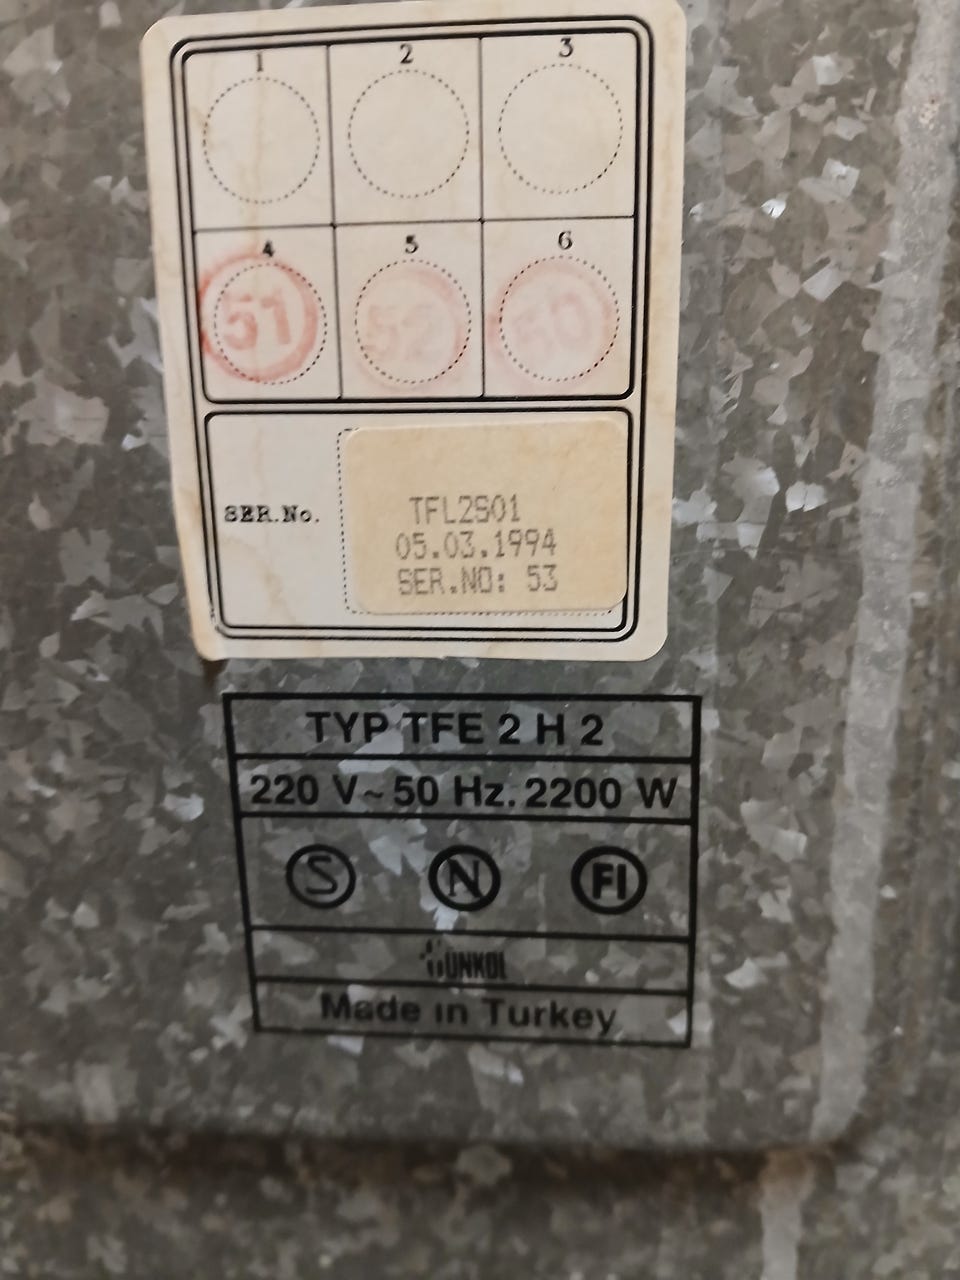 1 2 3
4 5 6
51 52 50
SER.No.
TFL2S01
05.03.1994
SER.NO: 53
TYP TFE 2 H 2
220 V~50 Hz. 2200 W
S N FI
GÜNKOL
Made in Turkey